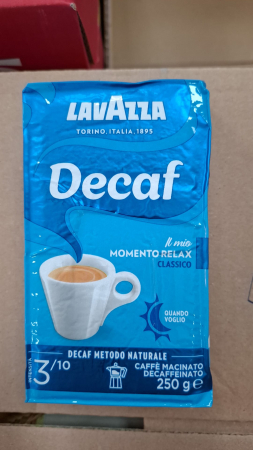 LAVAZZA
TORINO, ITALIA, 1895
Decaf
Il mio
MOMENTO RELAX
CLASSICO
QUANDO
VOGLIO
DECAF METODO NATURALE
INTENSITÀ
3/10
CAFFÈ MACINATO
DECAFFEINATO
250 g e